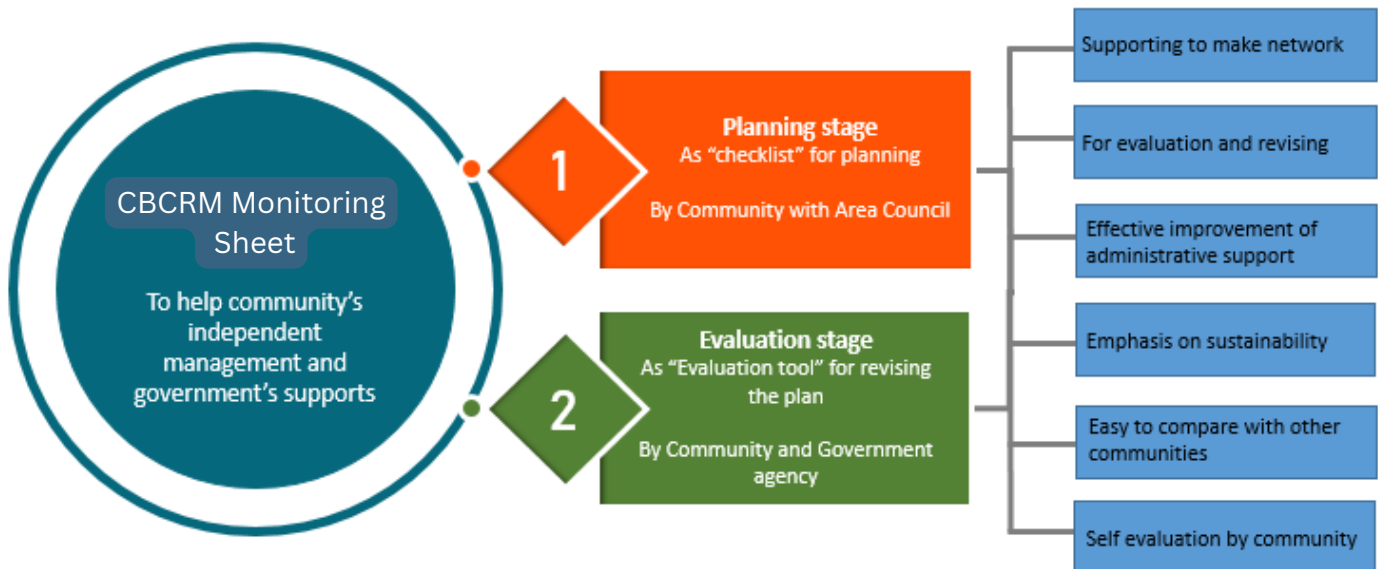 CBCRM Monitoring
Sheet
To help community’s
independent
management and
government’s supports
1
Planning stage
As “checklist” for planning
By Community with Area Council
2
Evaluation stage
As “Evaluation tool” for revising
the plan
By Community and Government
agency
Supporting to make network
For evaluation and revising
Effective improvement of
administrative support
Emphasis on sustainability
Easy to compare with other
communities
Self evaluation by community